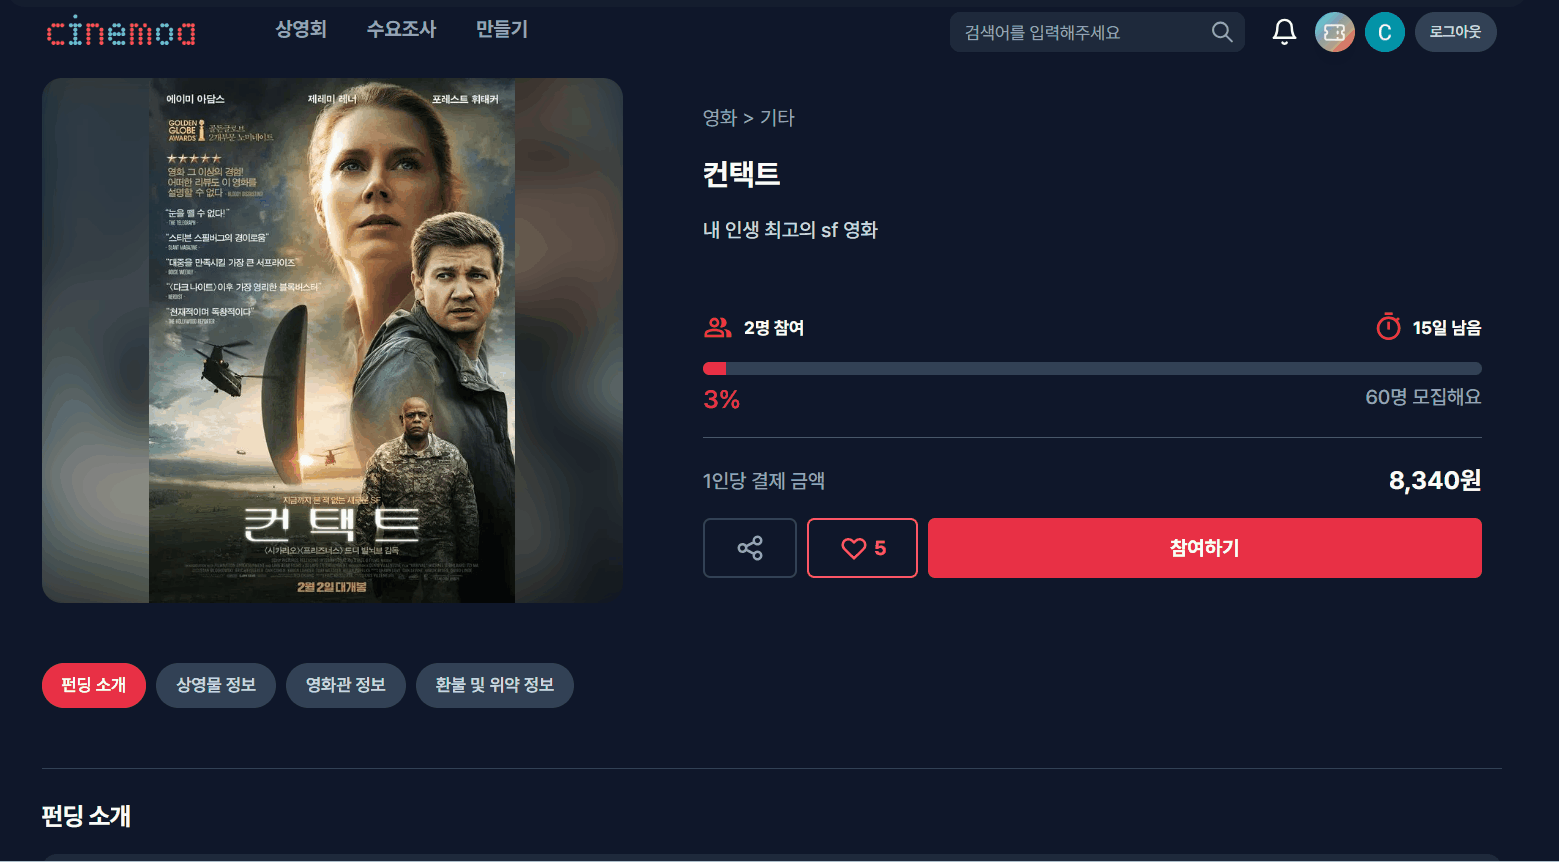 cinemoa
상영회
수요조사
만들기
검색어를 입력해주세요
C
로그아웃
에이미 아담스
제레미 레너
포레스트 휘태커
GOLDEN
GLOBE
AWARDS
골든글로브
2개부문 노미네이트
★★★★★
영화 그 이상의 경험!
어떠한 리뷰도 이 영화를
설명할 수 없다 - BLOODY DISGUSTING
"눈을 뗄 수 없다!"
- THE TELEGRAPH -
"스티븐 스필버그의 경이로움"
- SLANT MAGAZINE -
"대중을 만족시킬 가장 큰 서프라이즈"
"<다크 나이트> 이후 가장 영리한 블록버스터"
- NERDIST -
"천재적이며 독창적이다"
- THE HOLLYWOOD REPORTER -
지금까지 본 적 없는 새로운 SF
컨택트
<시카리오> <프리즈너스> 드니 빌뇌브 감독
2월 2일 대개봉
영화 > 기타
컨택트
내 인생 최고의 sf 영화
2명 참여
15일 남음
3%
60명 모집해요
1인당 결제 금액
8,340원
5
참여하기
펀딩 소개
상영물 정보
영화관 정보
환불 및 위약 정보
펀딩 소개